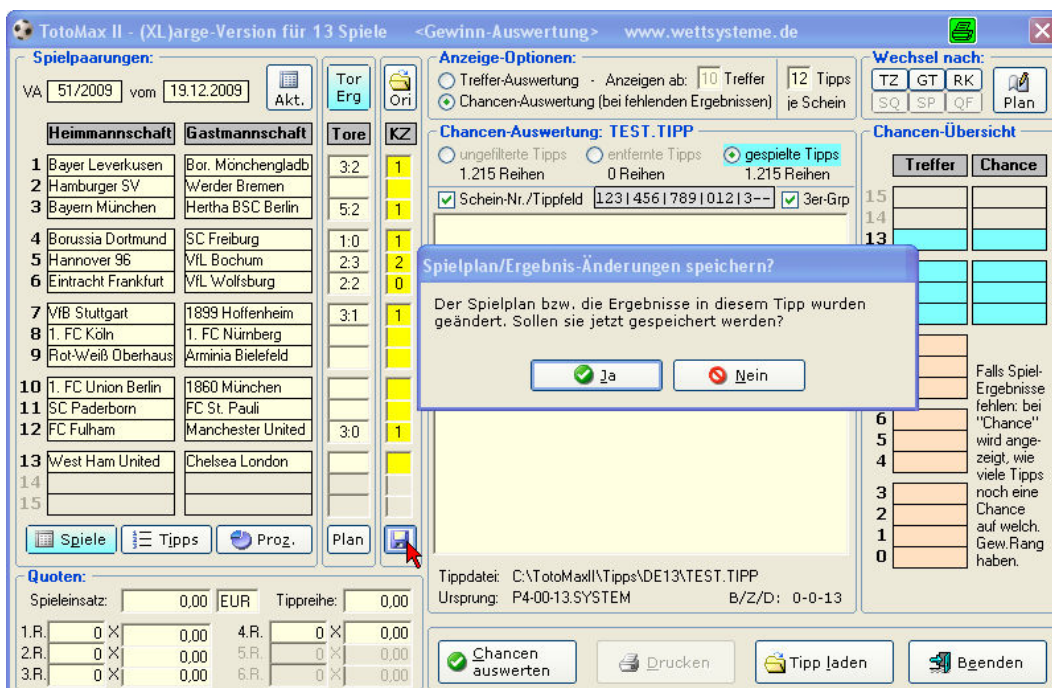 TotoMax II - (XL)arge-Version für 13 Spiele <Gewinn-Auswertung> www.wettsysteme.de
Spielpaarungen:
VA 51/2009 vom 19.12.2009 Akt.
Tor Erg
Ori
Heimmannschaft Gastmannschaft Tore KZ
1 Bayer Leverkusen Bor. Mönchengladb 3:2 1
2 Hamburger SV Werder Bremen
3 Bayern München Hertha BSC Berlin 5:2 1
4 Borussia Dortmund SC Freiburg 1:0 1
5 Hannover 96 VfL Bochum 2:3 2
6 Eintracht Frankfurt VfL Wolfsburg 2:2 0
7 VfB Stuttgart 1899 Hoffenheim 3:1 1
8 1. FC Köln 1. FC Nürnberg
9 Rot-Weiß Oberhaus Arminia Bielefeld
10 1. FC Union Berlin 1860 München
11 SC Paderborn FC St. Pauli
12 FC Fulham Manchester United 3:0 1
13 West Ham United Chelsea London
14
15
Spiele Tipps Proz. Plan
Quoten:
Spieleinsatz: 0,00 EUR Tippreihe: 0,00
1.R. 0 X 0,00 4.R. 0 X 0,00
2.R. 0 X 0,00 5.R. 0 X 0,00
3.R. 0 X 0,00 6.R. 0 X 0,00
Anzeige-Optionen:
Treffer-Auswertung - Anzeigen ab: 10 Treffer 12 Tipps
Chancen-Auswertung (bei fehlenden Ergebnissen) je Schein
Chancen-Auswertung: TEST.TIPP
ungefilterte Tipps entfernte Tipps gespielte Tipps
1.215 Reihen 0 Reihen 1.215 Reihen
Schein-Nr./Tippfeld 123|456|789|012|3-- 3er-Grp
Spielplan/Ergebnis-Änderungen speichern?
Der Spielplan bzw. die Ergebnisse in diesem Tipp wurden
geändert. Sollen sie jetzt gespeichert werden?
Ja Nein
Tippdatei: C:\TotoMaxII\Tipps\DE13\TEST.TIPP
Ursprung: P4-00-13.SYSTEM B/Z/D: 0-0-13
Chancen auswerten
Drucken
Tipp laden
Beenden
Wechsel nach:
TZ GT RK
SQ SP QF
Plan
Chancen-Übersicht
Treffer Chance
15
14
13
6
5
4
3
2
1
0
Falls Spiel-
Ergebnisse
fehlen: bei
"Chance"
wird ange-
zeigt, wie
viele Tipps
noch eine
Chance
auf welch.
Gew.Rang
haben.